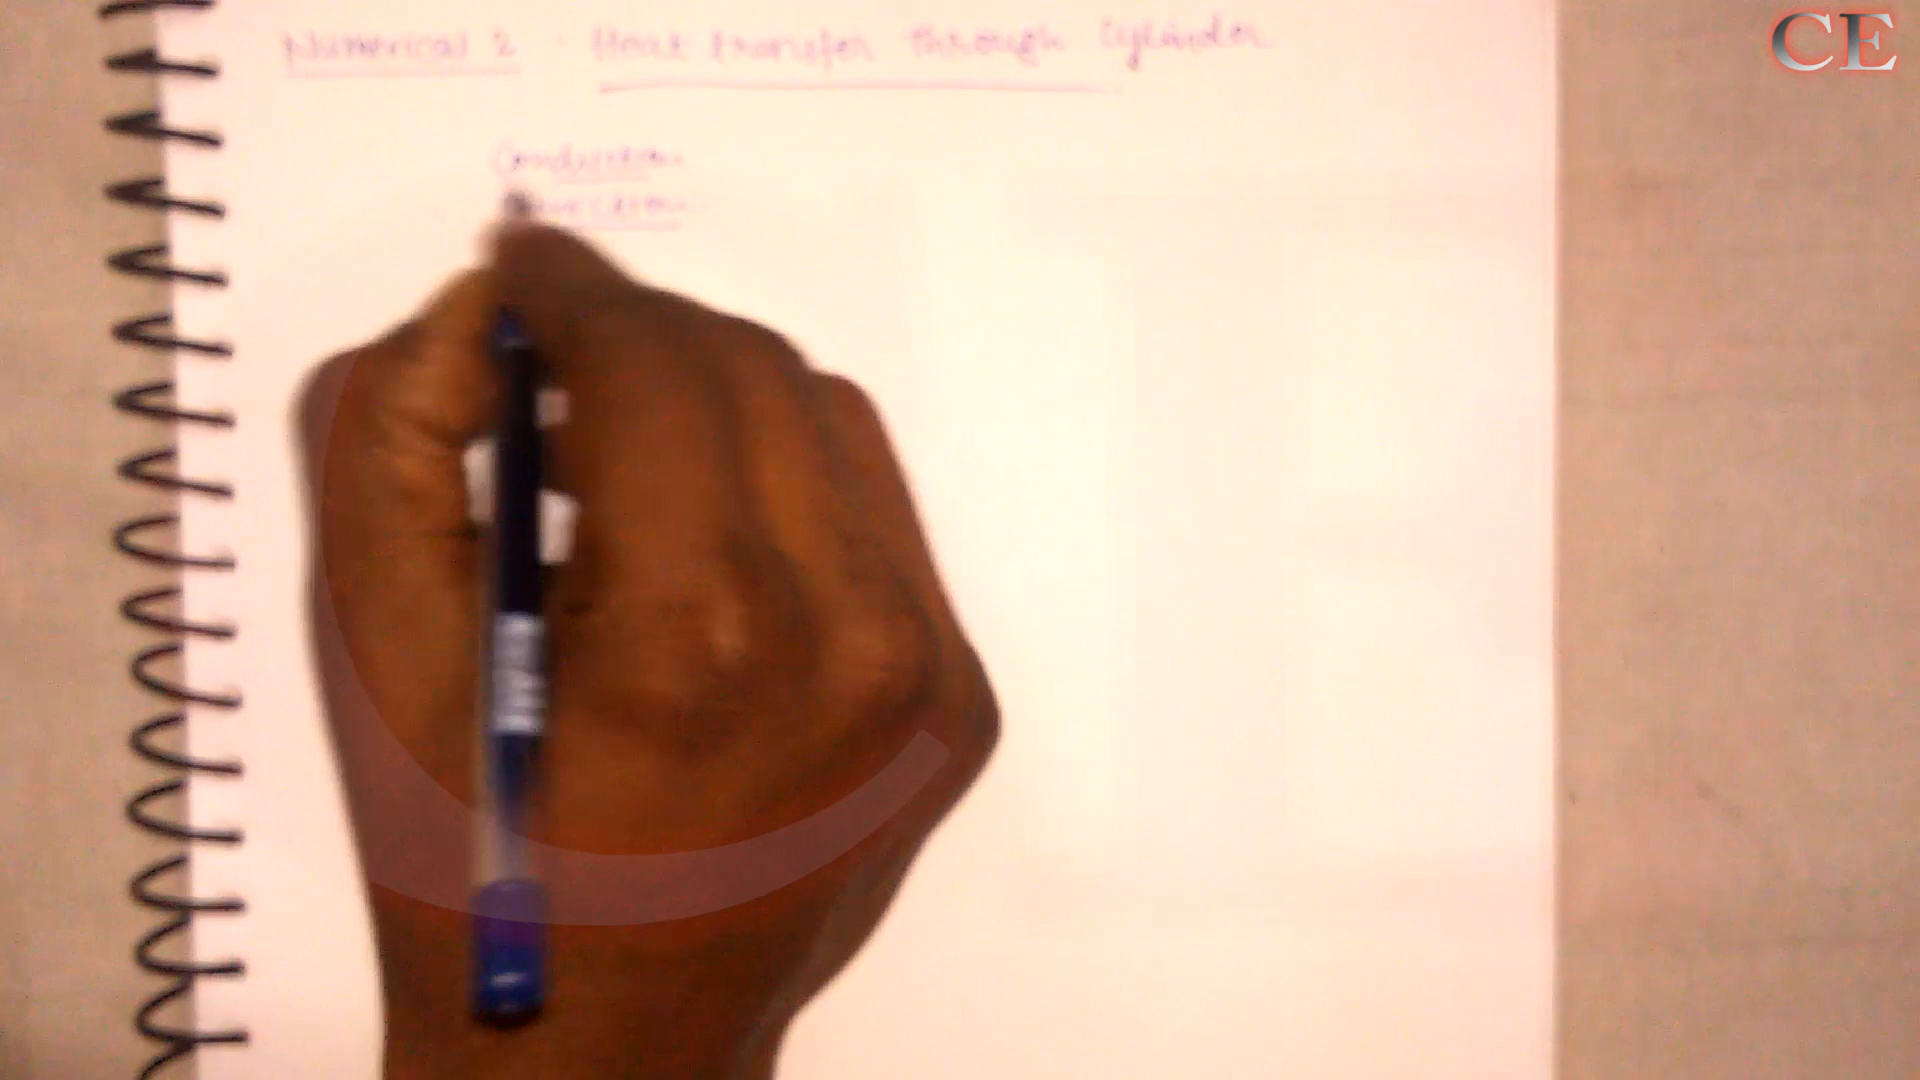 Numerical 2 - Heat transfer through Cylinder
CE
Conduction